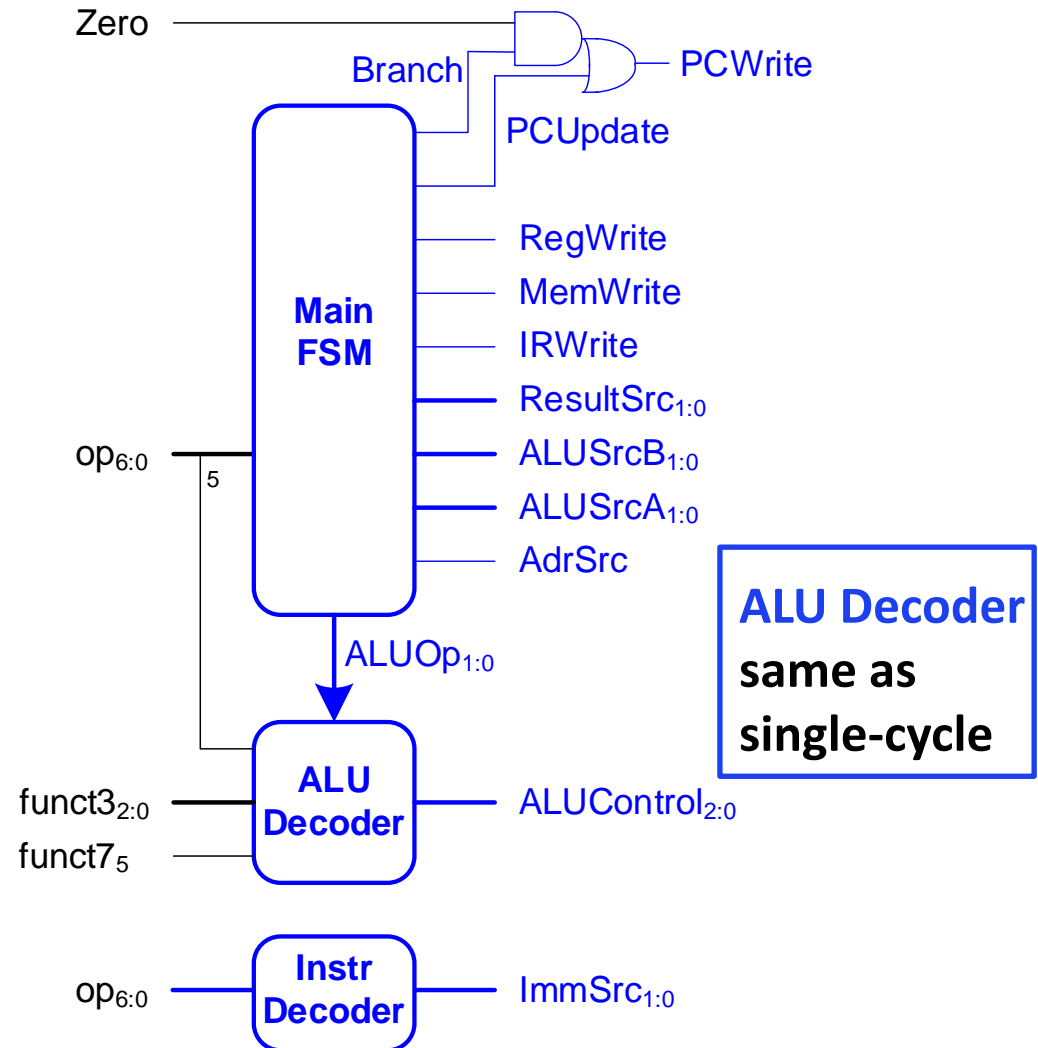 Zero
Branch
PCWrite
PCUpdate
RegWrite
MemWrite
Main
FSM
IRWrite
ResultSrc1:0
op6:0
5
ALUSrcB1:0
ALUSrcA1:0
AdrSrc
ALUOp1:0
ALU Decoder
same as
single-cycle
ALU
Decoder
funct32:0
funct75
ALUControl2:0
Instr
Decoder
op6:0
ImmSrc1:0